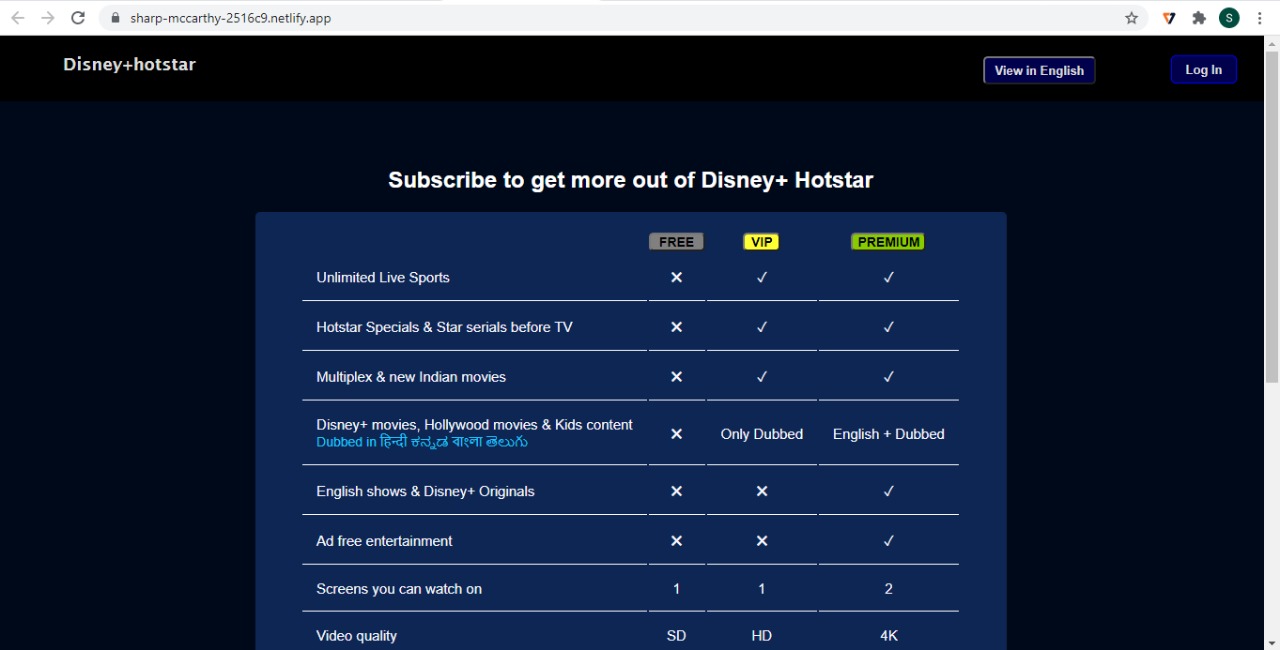 sharp-mccarthy-2516c9.netlify.app
S
Disney+hotstar
View in English
Log In
Subscribe to get more out of Disney+ Hotstar
FREE VIP PREMIUM
Unlimited Live Sports ✕ ✓ ✓
Hotstar Specials & Star serials before TV ✕ ✓ ✓
Multiplex & new Indian movies ✕ ✓ ✓
Disney+ movies, Hollywood movies & Kids content
Dubbed in हिन्दी ಕನ್ನಡ বাংলা తెలుగు
✕ Only Dubbed English + Dubbed
English shows & Disney+ Originals ✕ ✕ ✓
Ad free entertainment ✕ ✕ ✓
Screens you can watch on 1 1 2
Video quality SD HD 4K